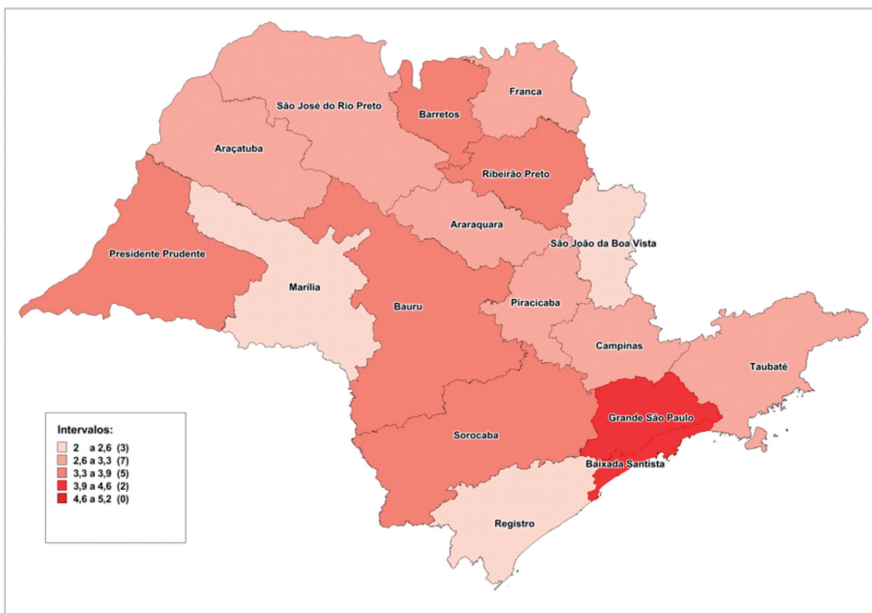 Franca
São José do Rio Preto
Barretos
Araçatuba
Ribeirão Preto
Araraquara
São João da Boa Vista
Presidente Prudente
Marília
Bauru
Piracicaba
Campinas
Taubaté
Grande São Paulo
Sorocaba
Baixada Santista
Registro
Intervalos:
2 a 2,6 (3)
2,6 a 3,3 (7)
3,3 a 3,9 (5)
3,9 a 4,6 (2)
4,6 a 5,2 (0)